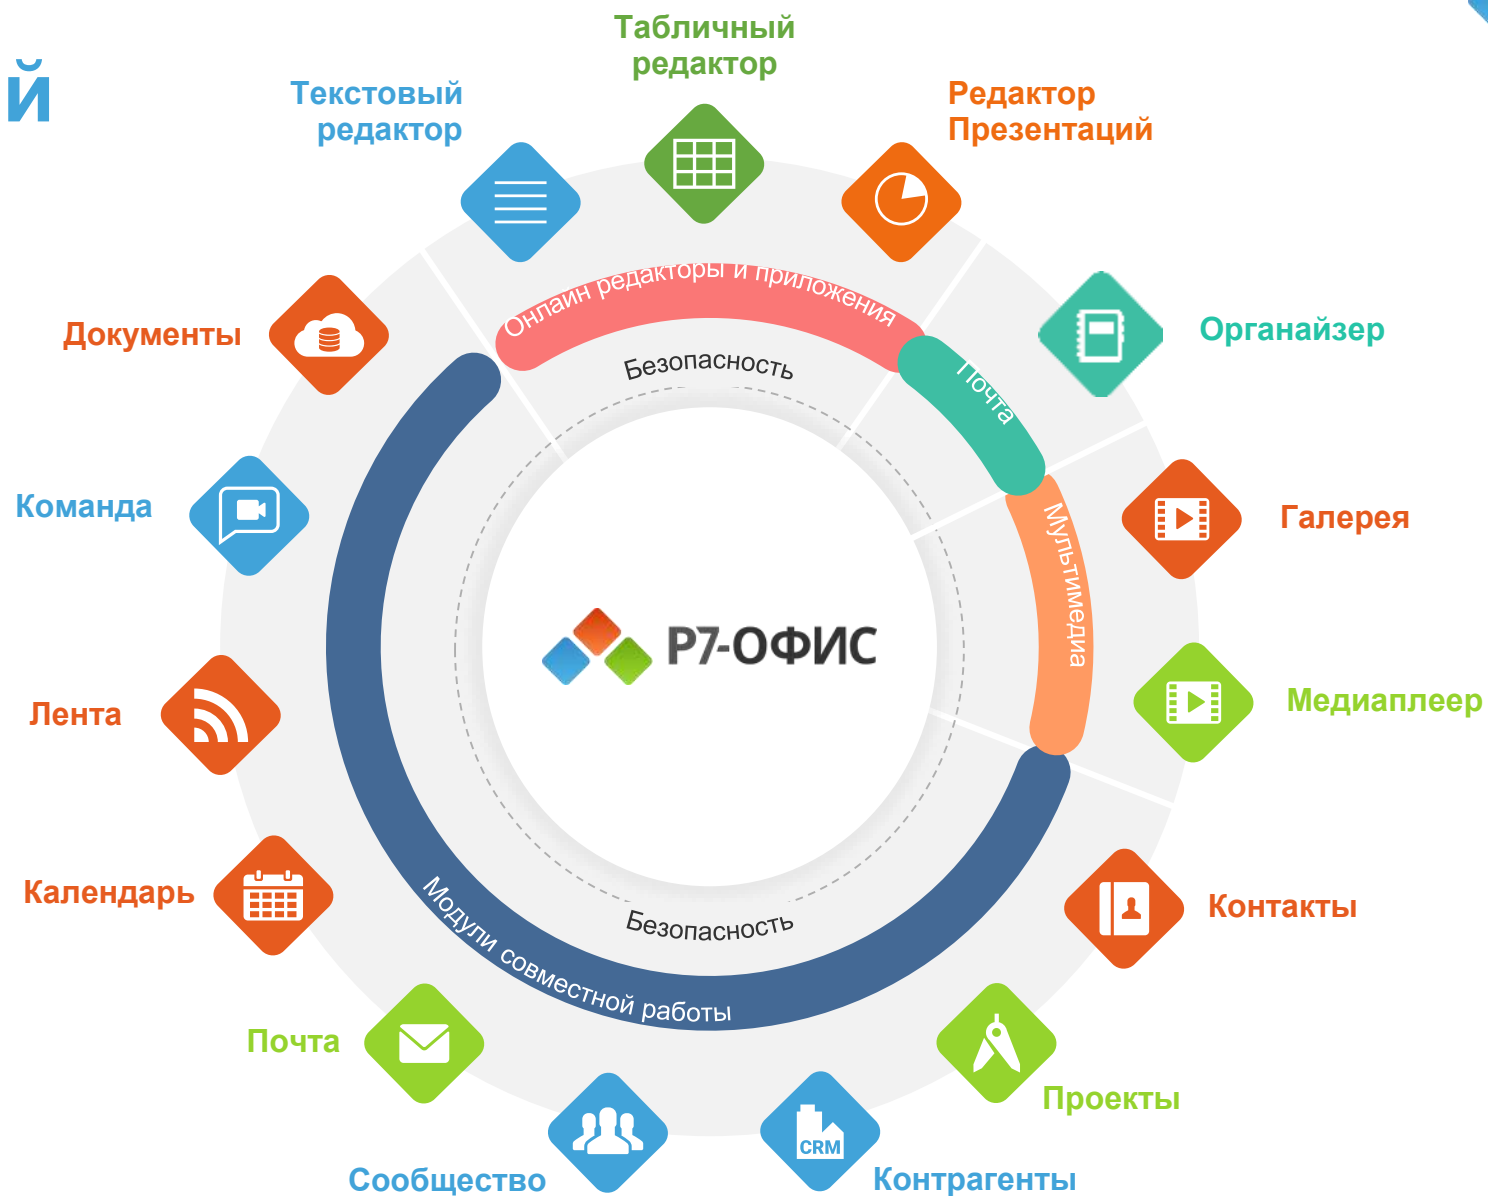 й
Табличный
редактор
Текстовый
редактор
Редактор
Презентаций
Онлайн редакторы и приложения
Безопасность
Документы
Почта
Органайзер
Команда
Мультимедиа
Галерея
Р7-ОФИС
Лента
Медиаплеер
Календарь
Модули совместной работы
Безопасность
Контакты
Почта
Проекты
CRM
Сообщество
Контрагенты